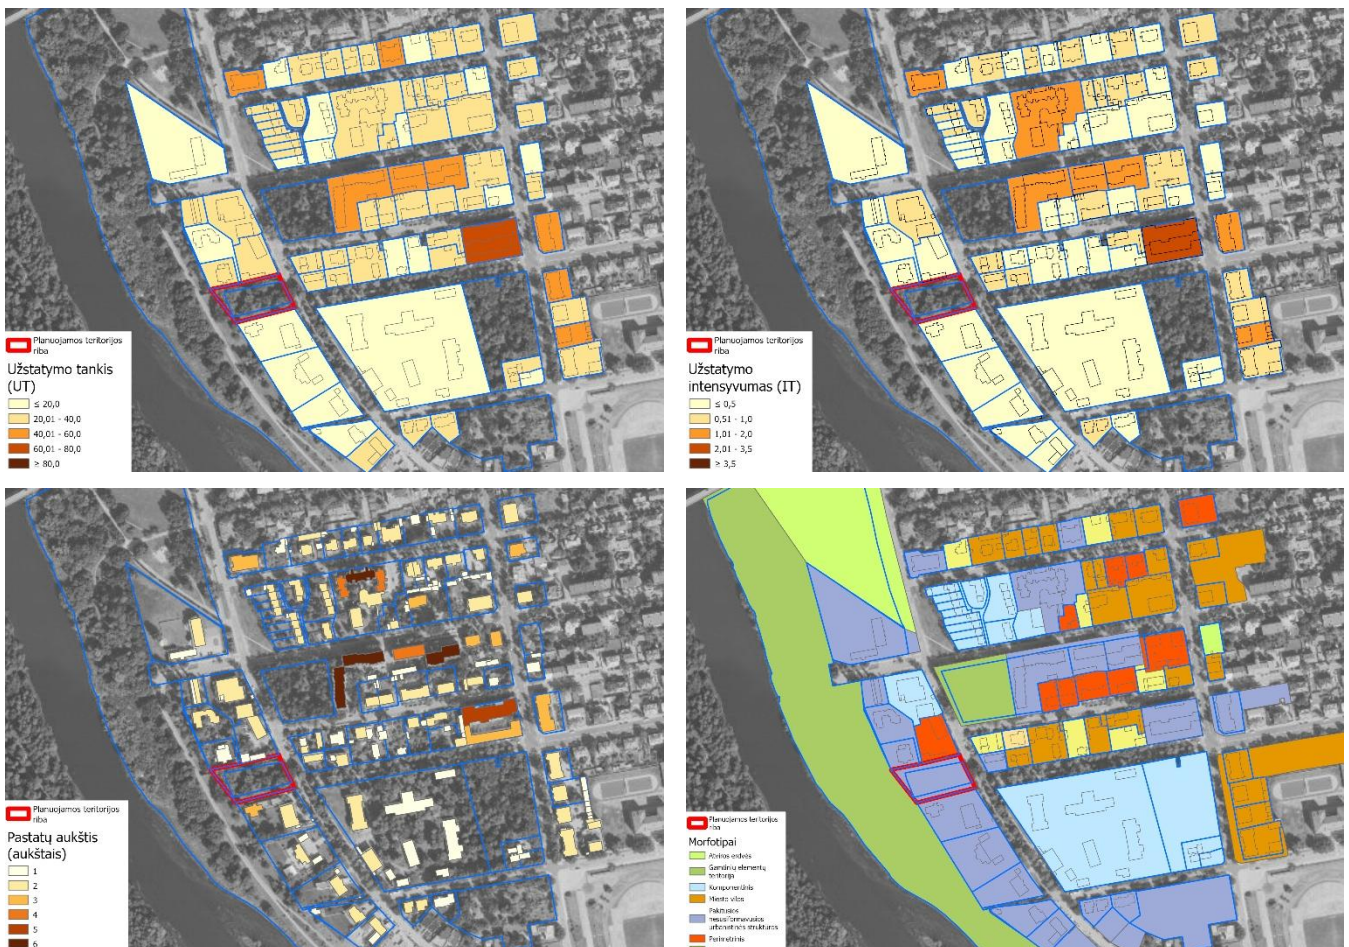 Planuojamos teritorijos
riba
Užstatymo tankis
(UT)
≤ 20,0
20,01 - 40,0
40,01 - 60,0
60,01 - 80,0
≥ 80,0
Planuojamos teritorijos
riba
Užstatymo
intensyvumas (IT)
≤ 0,5
0,51 - 1,0
1,01 - 2,0
2,01 - 3,5
≥ 3,5
Planuojamos teritorijos
riba
Pastatų aukštis
(aukštais)
1
2
3
4
5
6
Planuojamos teritorijos
riba
Morfotipai
Atviros erdvės
Gamtinių elementų
teritorija
Komponentinis
Miesto vilos
Pakitusios
nesusiformavusios
urbanistinės struktūros
Perimetrinis